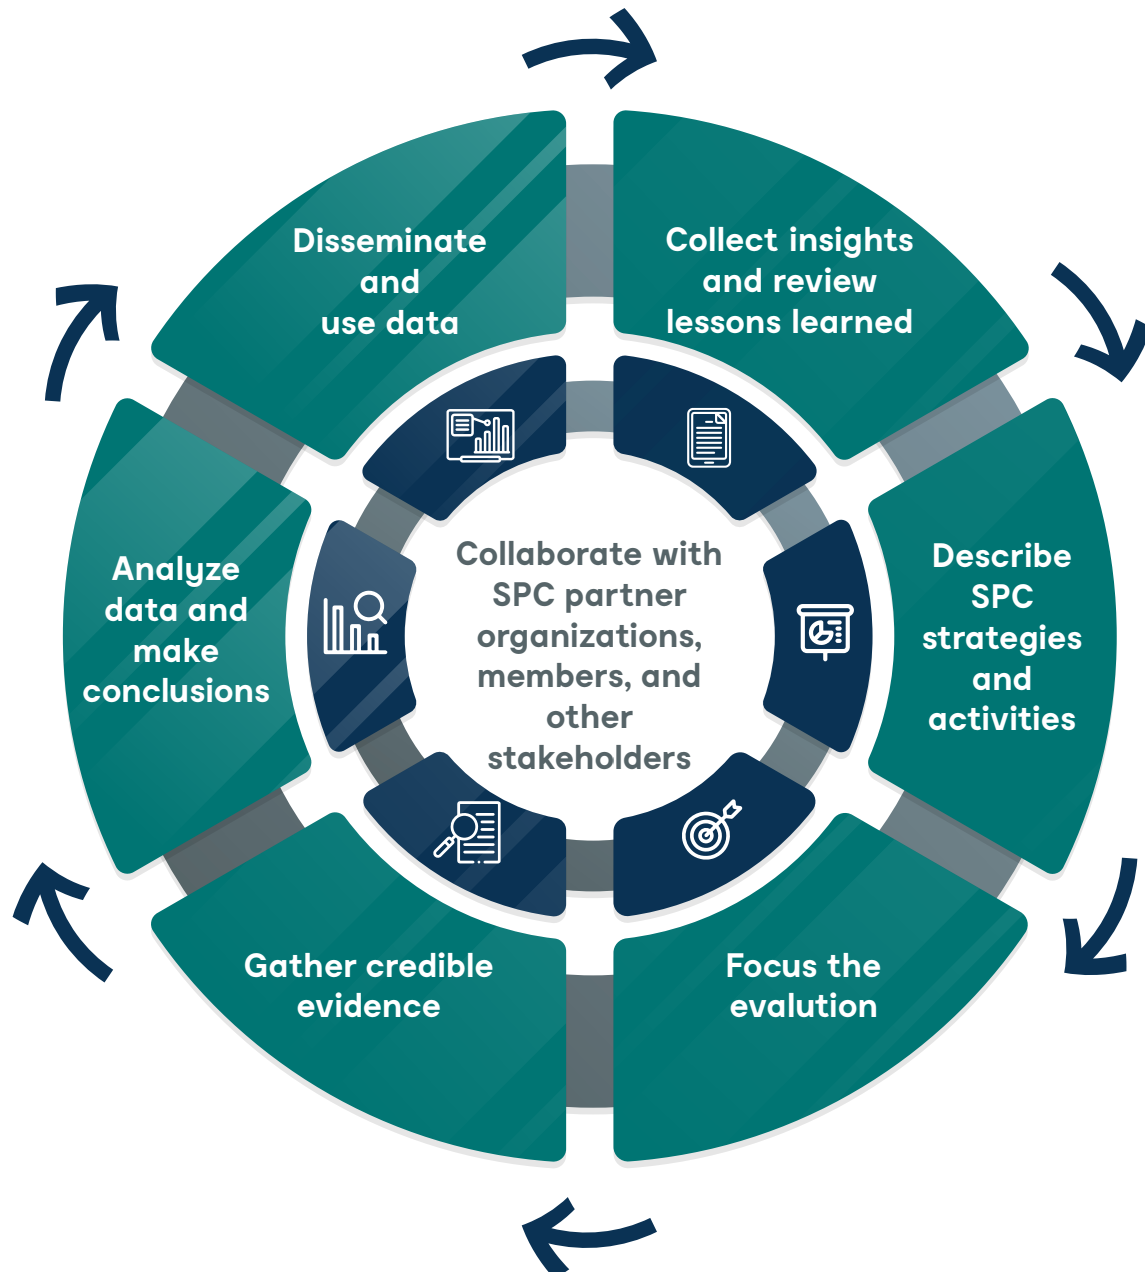 Disseminate
and
use data
Collect insights
and review
lessons learned
Describe
SPC
strategies
and
activities
Focus the
evalution
Gather credible
evidence
Analyze
data and
make
conclusions
Collaborate with
SPC partner
organizations,
members, and
other
stakeholders